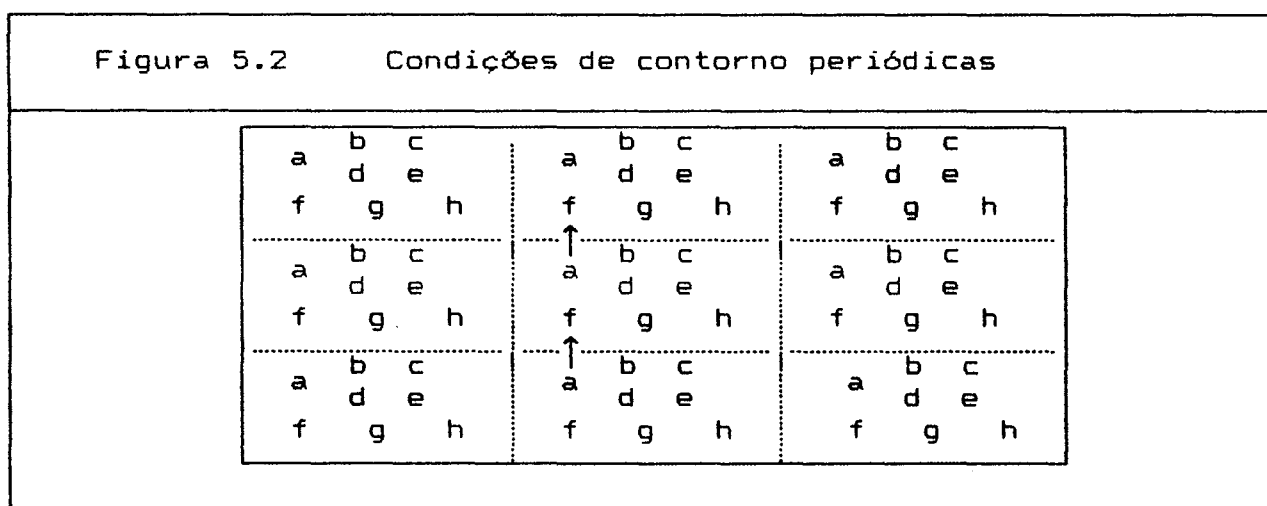 Figura 5.2 Condições de contorno periódicas
b c b c b c
a a a
d e d e d e
f g h f g h f g h
b c b c b c
a a a
d e d e d e
f g h f g h f g h
b c b c b c
a a a
d e d e d e
f g h f g h f g h